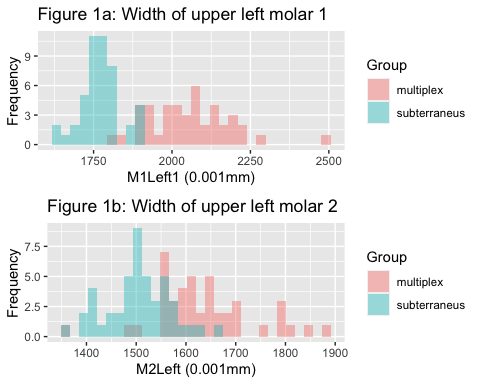 Figure 1a: Width of upper left molar 1
9
6
3
0
Frequency
1750 2000 2250 2500
M1Left1 (0.001mm)
Group
multiplex
subterraneus
Figure 1b: Width of upper left molar 2
7.5
5.0
2.5
0.0
Frequency
1400 1500 1600 1700 1800 1900
M2Left (0.001mm)
Group
multiplex
subterraneus